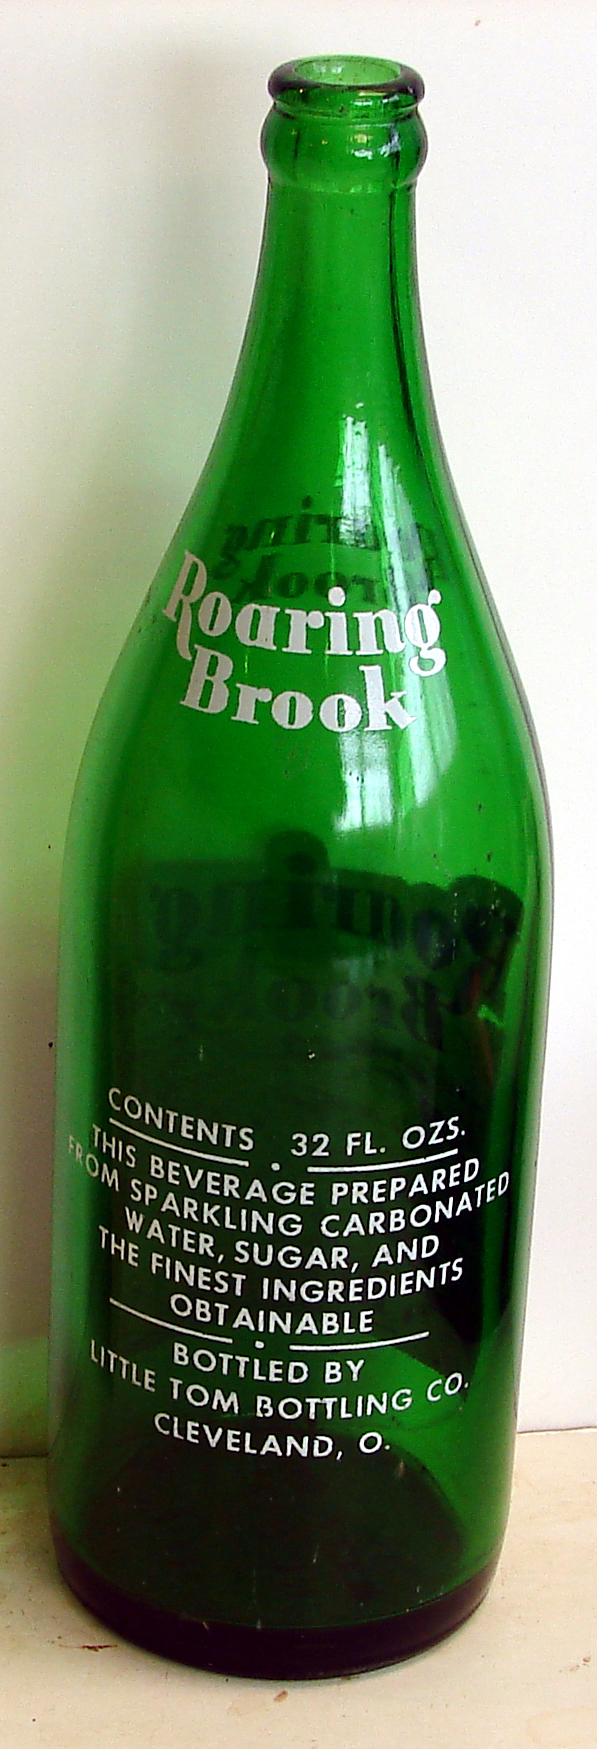 Roaring
Brook
CONTENTS 32 FL. OZS.
THIS BEVERAGE PREPARED
FROM SPARKLING CARBONATED
WATER, SUGAR, AND
THE FINEST INGREDIENTS
OBTAINABLE
BOTTLED BY
LITTLE TOM BOTTLING CO.
CLEVELAND, O.